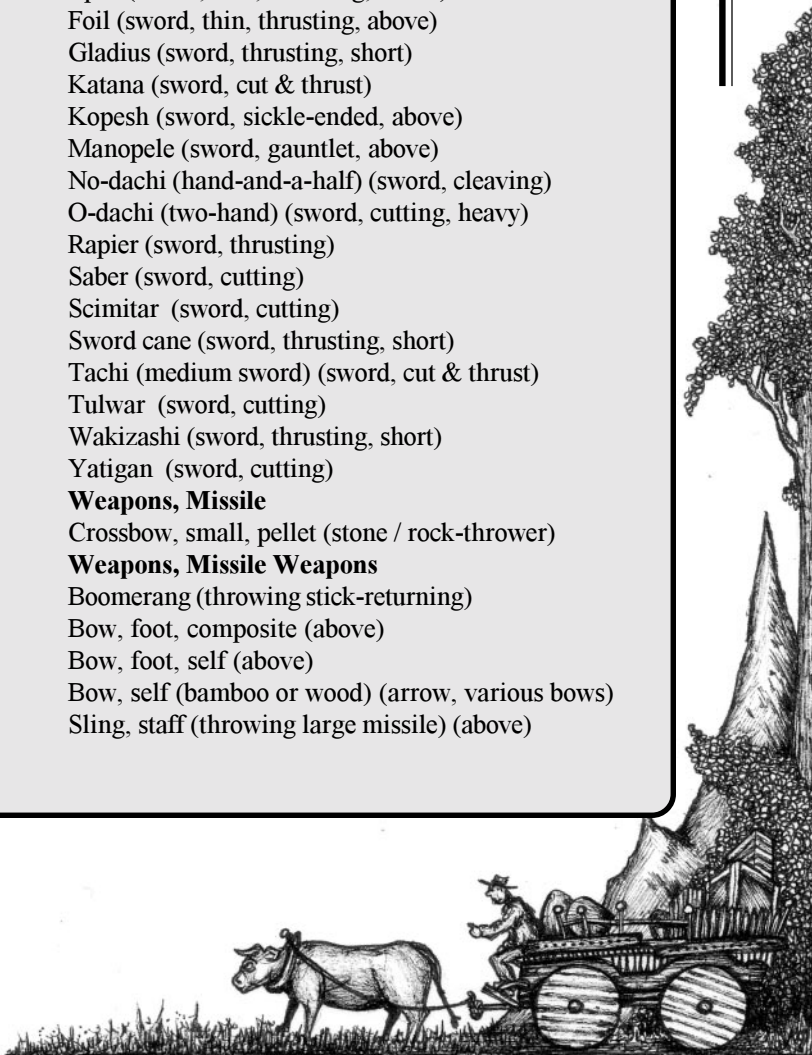 Foil (sword, thin, thrusting, above)
Gladius (sword, thrusting, short)
Katana (sword, cut & thrust)
Kopesh (sword, sickle-ended, above)
Manopele (sword, gauntlet, above)
No-dachi (hand-and-a-half) (sword, cleaving)
O-dachi (two-hand) (sword, cutting, heavy)
Rapier (sword, thrusting)
Saber (sword, cutting)
Scimitar (sword, cutting)
Sword cane (sword, thrusting, short)
Tachi (medium sword) (sword, cut & thrust)
Tulwar (sword, cutting)
Wakizashi (sword, thrusting, short)
Yatigan (sword, cutting)
Weapons, Missile
Crossbow, small, pellet (stone / rock-thrower)
Weapons, Missile Weapons
Boomerang (throwing stick-returning)
Bow, foot, composite (above)
Bow, foot, self (above)
Bow, self (bamboo or wood) (arrow, various bows)
Sling, staff (throwing large missile) (above)